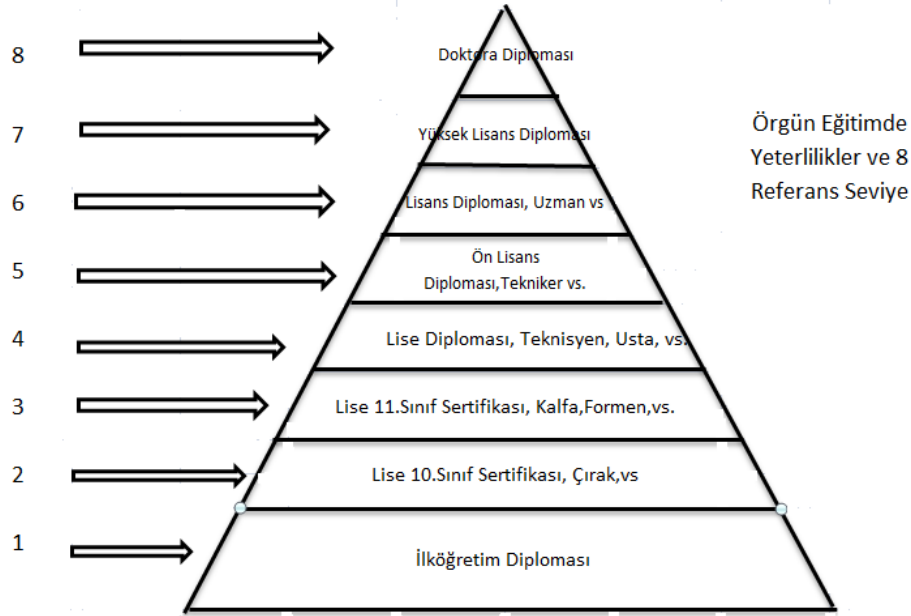 8
Doktora Diploması
7
Yüksek Lisans Diploması
6
Lisans Diploması, Uzman vs
5
Ön Lisans
Diploması,Tekniker vs.
4
Lise Diploması, Teknisyen, Usta, vs.
3
Lise 11.Sınıf Sertifikası, Kalfa,Formen,vs.
2
Lise 10.Sınıf Sertifikası, Çırak,vs
1
İlköğretim Diploması
Örgün Eğitimde
Yeterlilikler ve 8
Referans Seviye